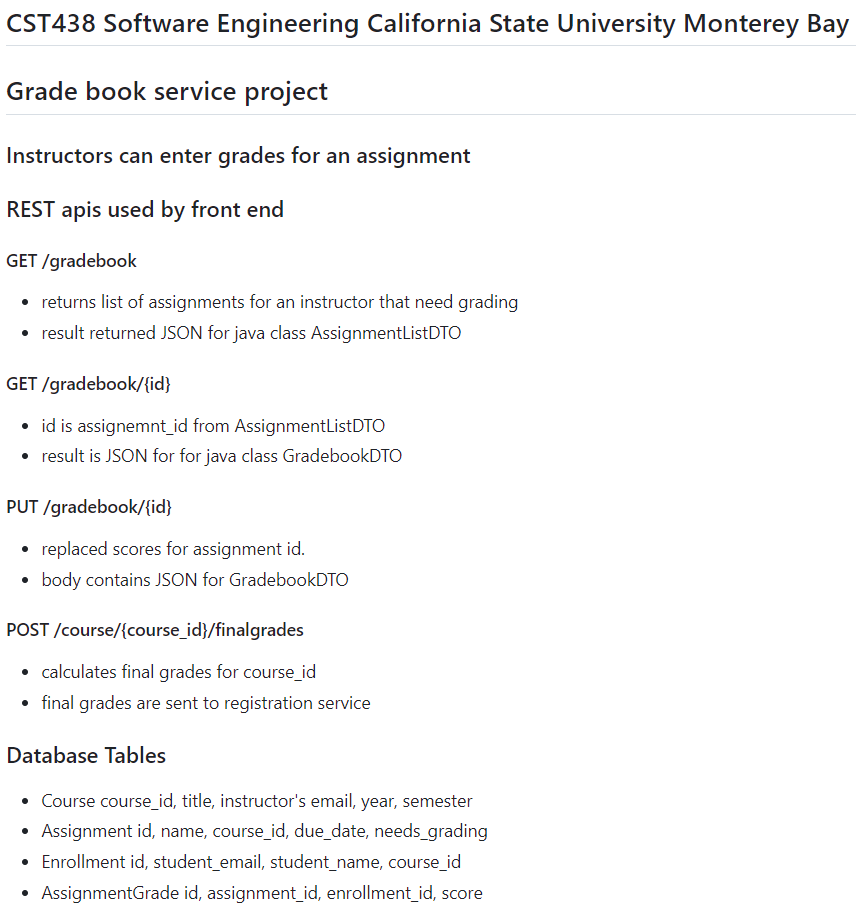 CST438 Software Engineering California State University Monterey Bay
Grade book service project
Instructors can enter grades for an assignment
REST apis used by front end
GET /gradebook
• returns list of assignments for an instructor that need grading
• result returned JSON for java class AssignmentListDTO
GET /gradebook/{id}
• id is assignemnt_id from AssignmentListDTO
• result is JSON for for java class GradebookDTO
PUT /gradebook/{id}
• replaced scores for assignment id.
• body contains JSON for GradebookDTO
POST /course/{course_id}/finalgrades
• calculates final grades for course_id
• final grades are sent to registration service
Database Tables
• Course course_id, title, instructor's email, year, semester
• Assignment id, name, course_id, due_date, needs_grading
• Enrollment id, student_email, student_name, course_id
• AssignmentGrade id, assignment_id, enrollment_id, score